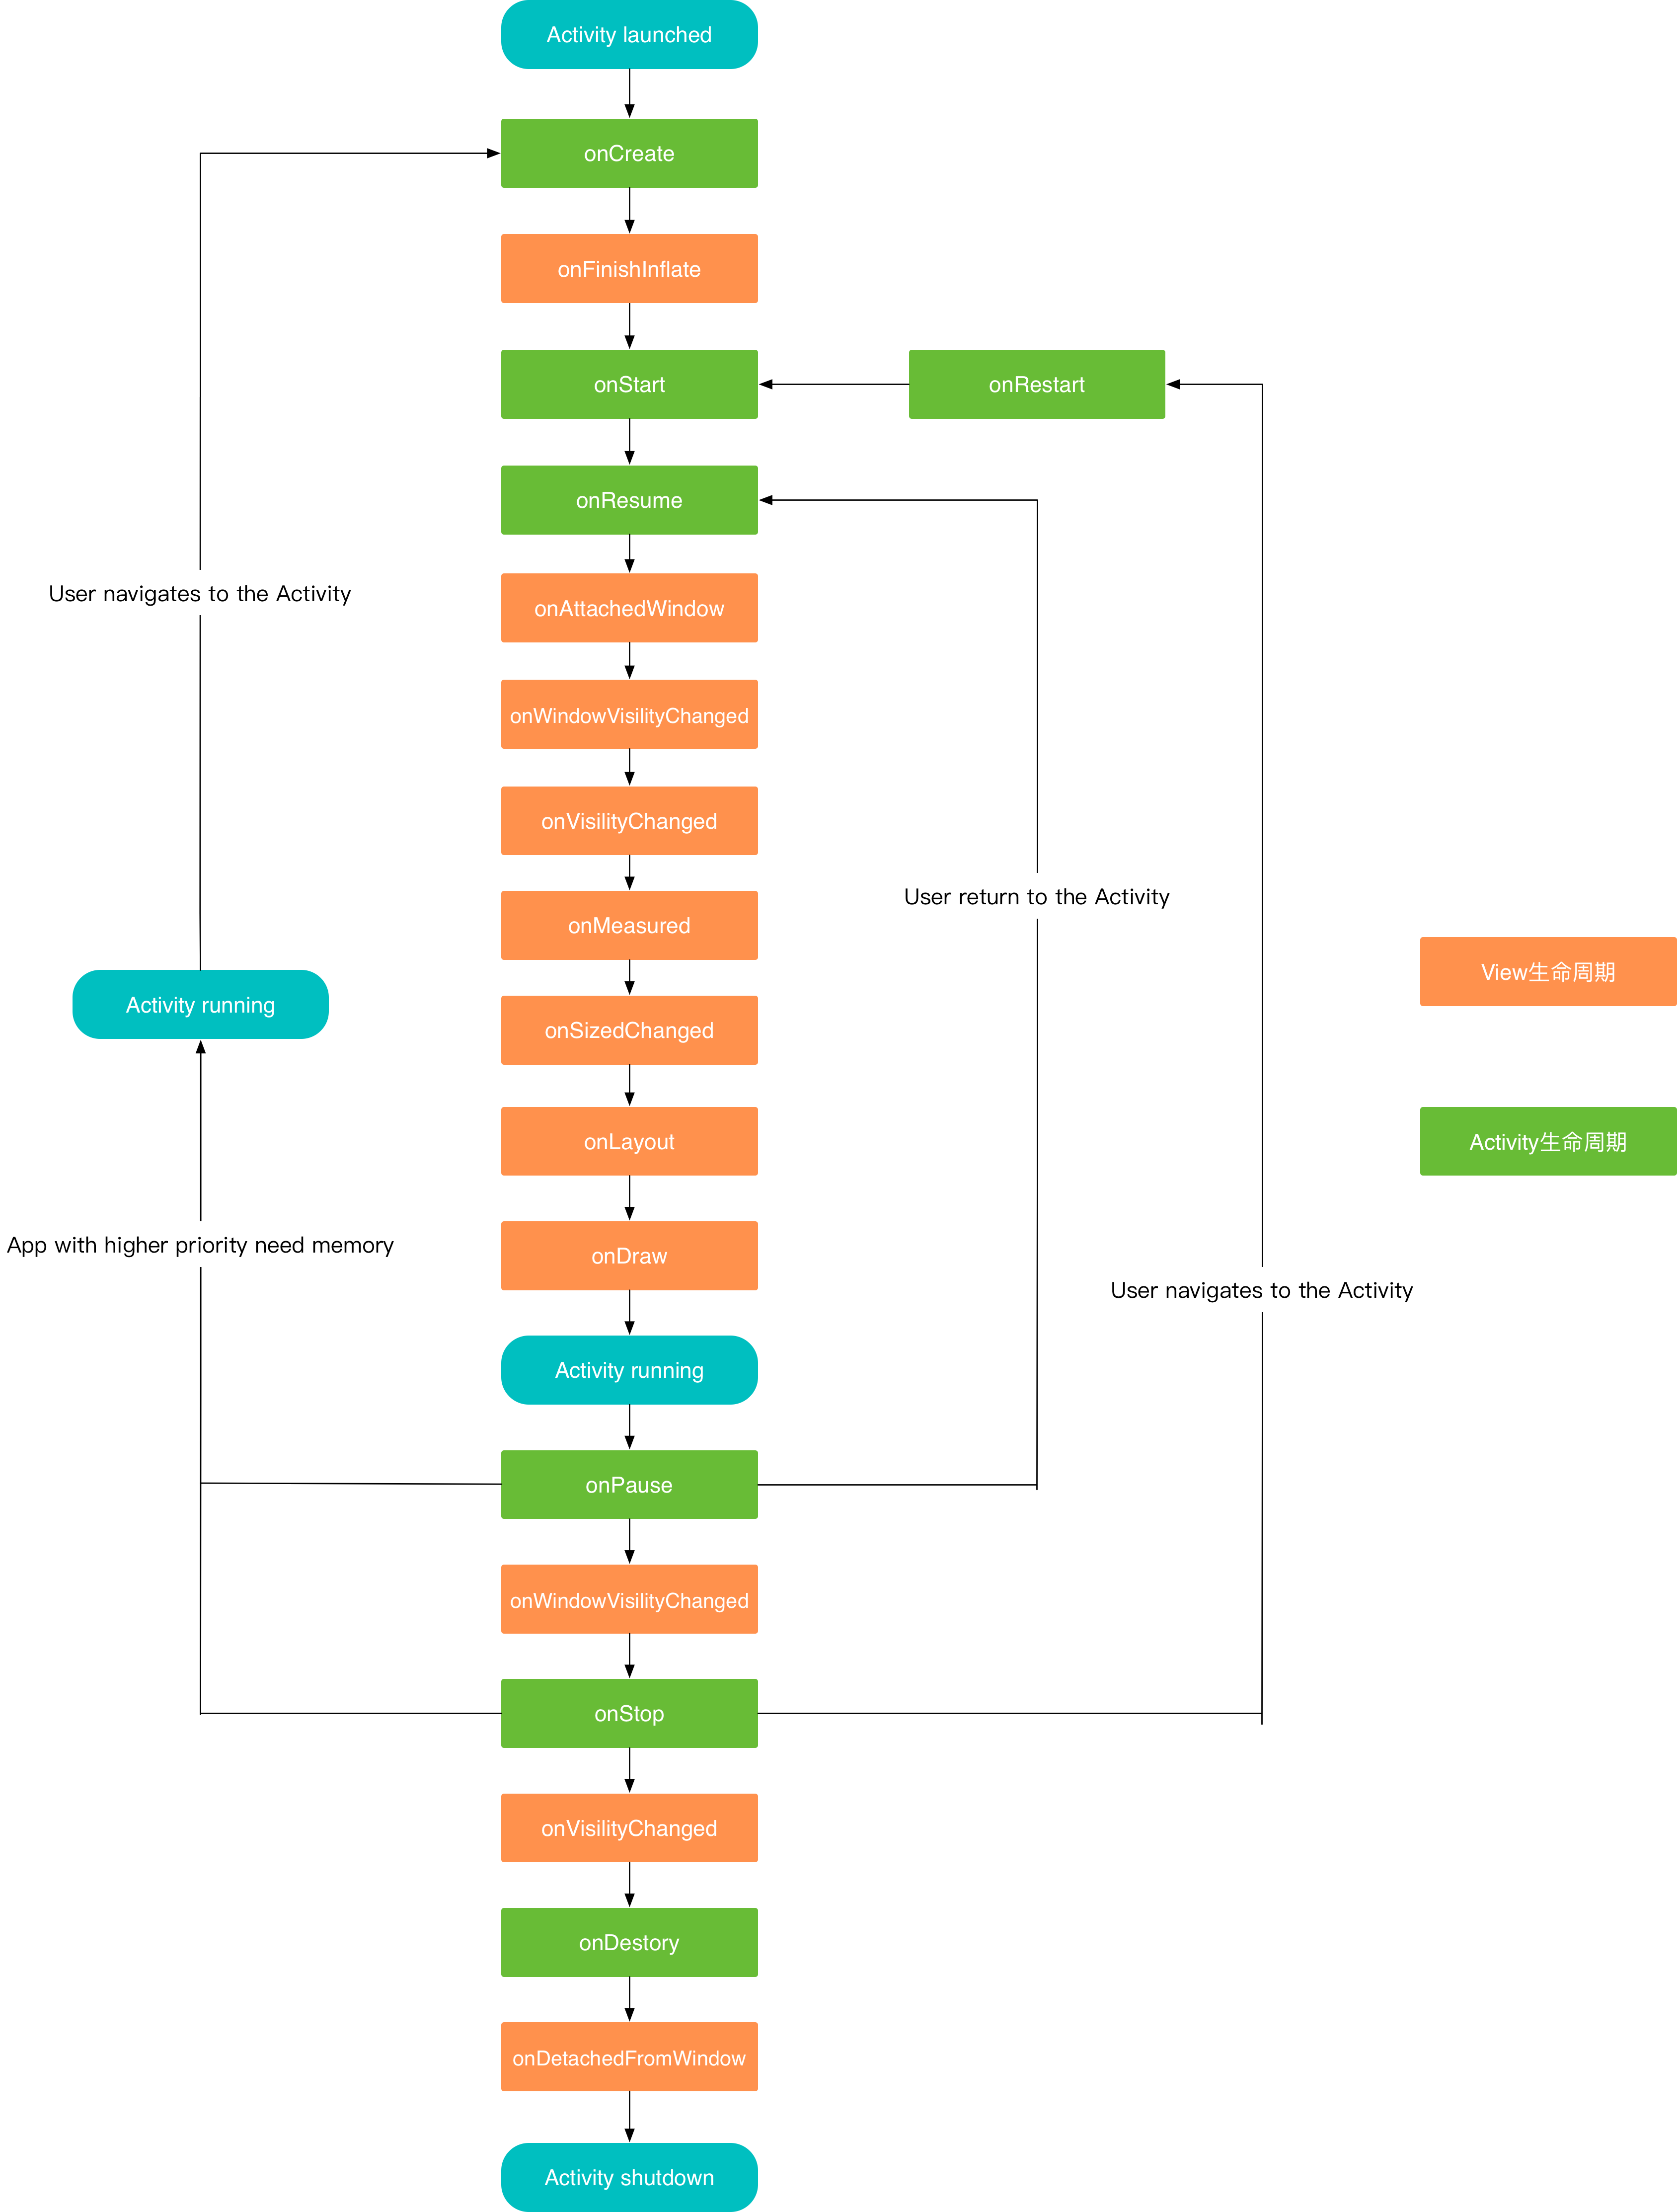 Activity launched
onCreate
onFinishInflate
onStart
onRestart
onResume
User navigates to the Activity
onAttachedWindow
onWindowVisilityChanged
onVisilityChanged
User return to the Activity
onMeasured
View生命周期
Activity running
onSizedChanged
onLayout
Activity生命周期
App with higher priority need memory
onDraw
User navigates to the Activity
Activity running
onPause
onWindowVisilityChanged
onStop
onVisilityChanged
onDestory
onDetachedFromWindow
Activity shutdown